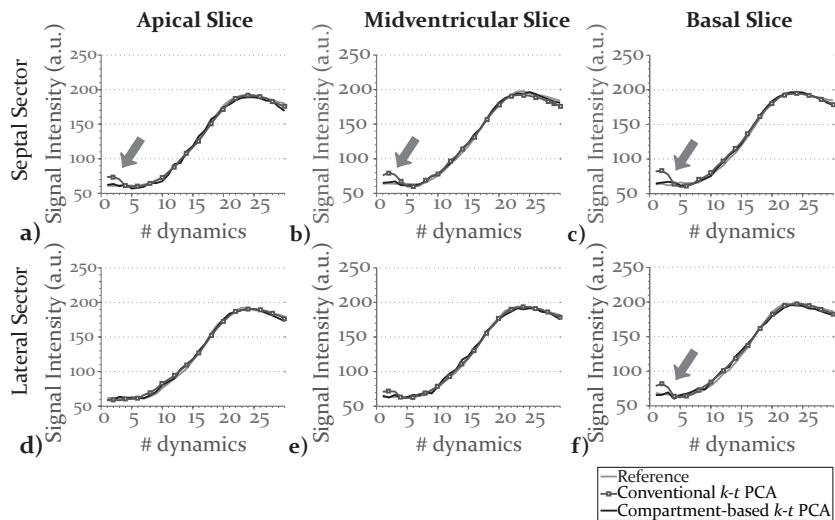 Apical Slice Midventricular Slice Basal Slice
Septal Sector
Signal Intensity (a.u.)
250
200
150
100
50
0 5 10 15 20 25
# dynamics
a)
Signal Intensity (a.u.)
250
200
150
100
50
0 5 10 15 20 25
# dynamics
b)
Signal Intensity (a.u.)
250
200
150
100
50
0 5 10 15 20 25
# dynamics
c)
Lateral Sector
Signal Intensity (a.u.)
250
200
150
100
50
0 5 10 15 20 25
# dynamics
d)
Signal Intensity (a.u.)
250
200
150
100
50
0 5 10 15 20 25
# dynamics
e)
Signal Intensity (a.u.)
250
200
150
100
50
0 5 10 15 20 25
# dynamics
f)
Reference
Conventional k-t PCA
Compartment-based k-t PCA